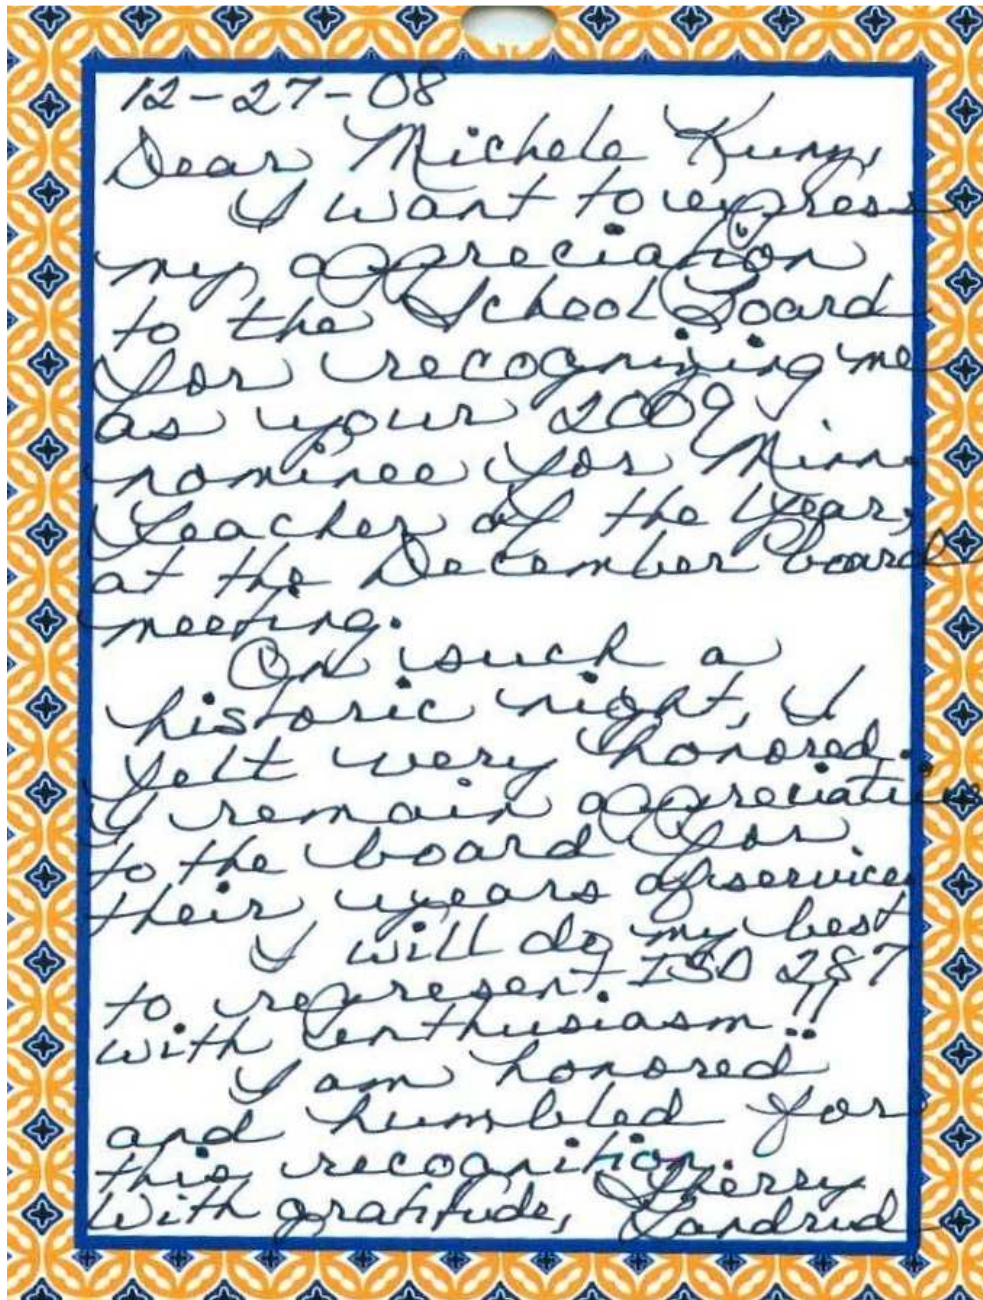 12-27-08
Dear Michele Kuny,
I want to express
my appreciation
to the School Board
for recognizing me
as your 2009
nominee for Minn
Teacher of the Year,
at the December board
meeting.
On such a
historic night, I
felt very honored.
I remain appreciative
to the board for
their years of service.
I will do my best
to represent ISD 287
with enthusiasm!!
I am honored
and humbled for
this recognition.
With gratitude, Sherry
Landrud